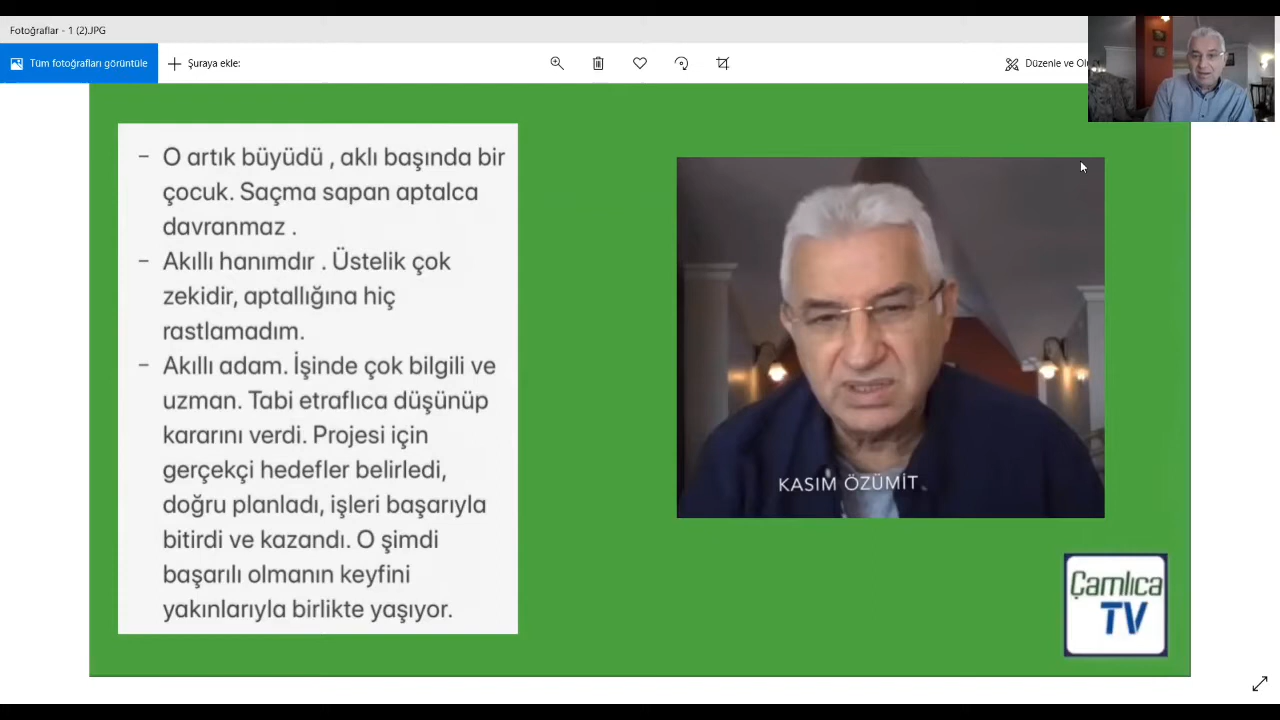 Fotoğraflar - 1 (2).JPG
Tüm fotoğrafları görüntüle
Şuraya ekle:
Düzenle ve Ol
- O artık büyüdü , aklı başında bir
çocuk. Saçma sapan aptalca
davranmaz .
- Akıllı hanımdır . Üstelik çok
zekidir, aptallığına hiç
rastlamadım.
- Akıllı adam. İşinde çok bilgili ve
uzman. Tabi etraflıca düşünüp
kararını verdi. Projesi için
gerçekçi hedefler belirledi,
doğru planladı, işleri başarıyla
bitirdi ve kazandı. O şimdi
başarılı olmanın keyfini
yakınlarıyla birlikte yaşıyor.
KASIM ÖZÜMİT
Çamlıca
TV